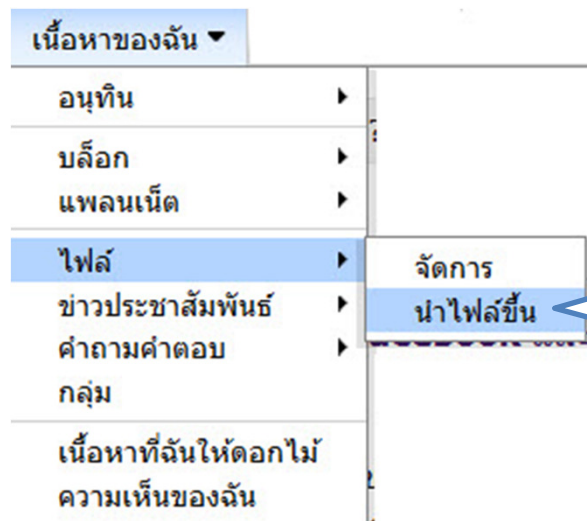 เนื้อหาของฉัน
อนุทิน
บล็อก
แพลนเน็ต
ไฟล์
จัดการ
ข่าวประชาสัมพันธ์
นำไฟล์ขึ้น
คำถามคำตอบ
กลุ่ม
เนื้อหาที่ฉันให้ดอกไม้
ความเห็นของฉัน